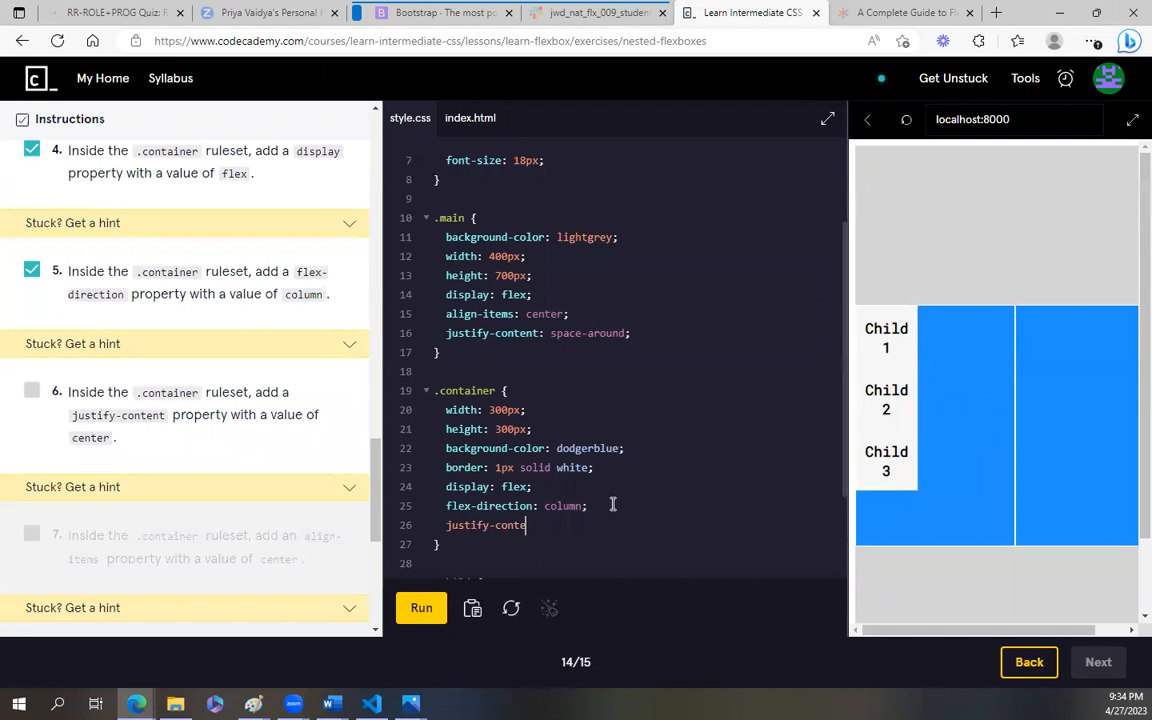 RR-ROLE+PROG Quiz: R
Priya Vaidya's Personal
Bootstrap - The most po
jwd_nat_flx_009_student
Learn Intermediate CSS
A Complete Guide to Fl
https://www.codecademy.com/courses/learn-intermediate-css/lessons/learn-flexbox/exercises/nested-flexboxes
c_
My Home
Syllabus
Get Unstuck
Tools
Instructions
4. Inside the .container ruleset, add a display
property with a value of flex .
Stuck? Get a hint
5. Inside the .container ruleset, add a flex-
direction property with a value of column .
Stuck? Get a hint
6. Inside the .container ruleset, add a
justify-content property with a value of
center .
Stuck? Get a hint
7. Inside the .container ruleset, add an align-
items property with a value of center .
Stuck? Get a hint
style.css
index.html
7 font-size: 18px;
8 }
9
10 .main {
11 background-color: lightgrey;
12 width: 400px;
13 height: 700px;
14 display: flex;
15 align-items: center;
16 justify-content: space-around;
17 }
18
19 .container {
20 width: 300px;
21 height: 300px;
22 background-color: dodgerblue;
23 border: 1px solid white;
24 display: flex;
25 flex-direction: column;
26 justify-conte
27 }
28
Run
localhost:8000
Child
1
Child
2
Child
3
14/15
Back
Next
9:34 PM
4/27/2023